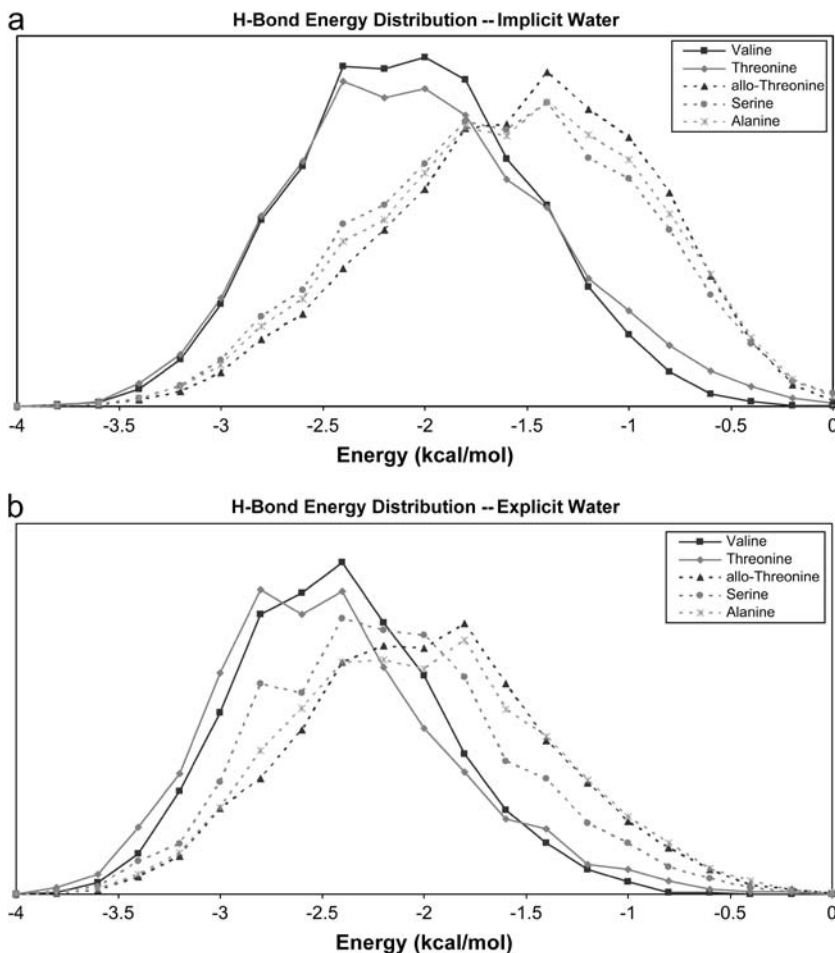 a
H-Bond Energy Distribution -- Implicit Water
Valine
Threonine
allo-Threonine
Serine
Alanine
-4 -3.5 -3 -2.5 -2 -1.5 -1 -0.5 0
Energy (kcal/mol)
b
H-Bond Energy Distribution -- Explicit Water
Valine
Threonine
allo-Threonine
Serine
Alanine
-4 -3.5 -3 -2.5 -2 -1.5 -1 -0.5 0
Energy (kcal/mol)